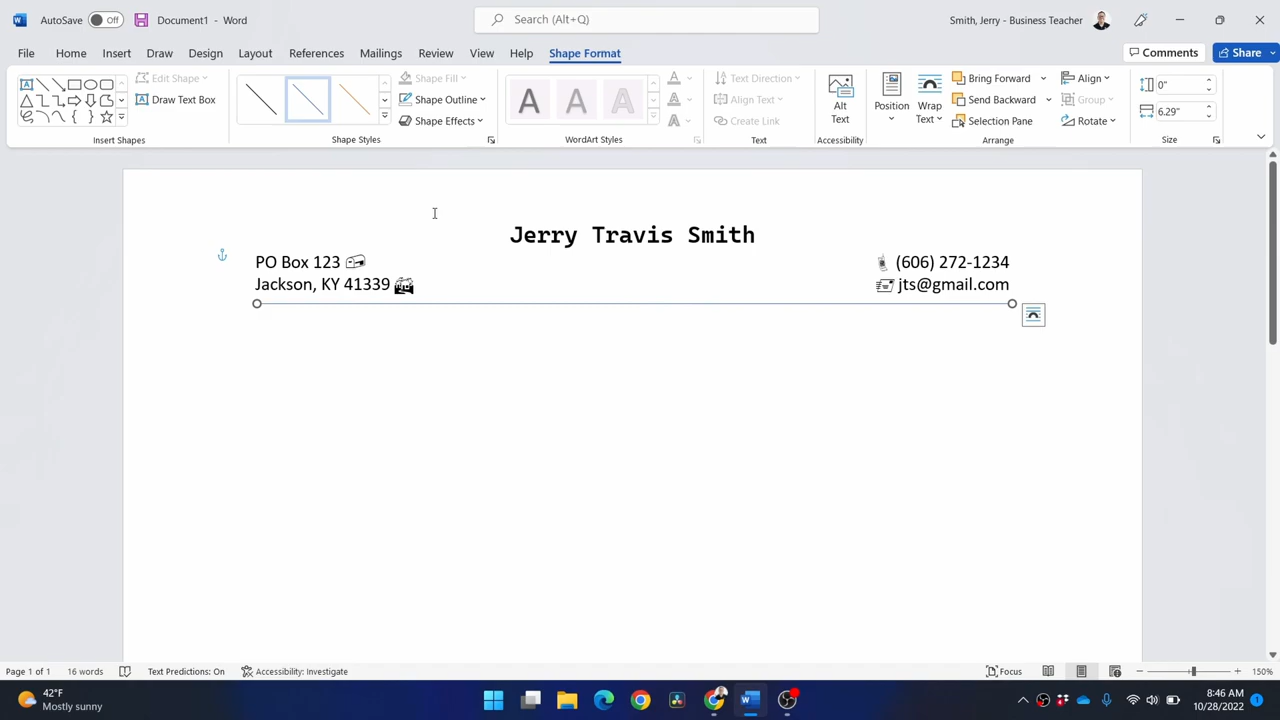 AutoSave Off Document1 - Word Search (Alt+Q) Smith, Jerry - Business Teacher
File Home Insert Draw Design Layout References Mailings Review View Help Shape Format Comments Share
Edit Shape
Draw Text Box
Insert Shapes
Shape Fill
Shape Outline
Shape Effects
Shape Styles
A A A
WordArt Styles
Text Direction
Align Text
Create Link
Text
Alt
Text
Accessibility
Position
Wrap
Text
Bring Forward
Send Backward
Selection Pane
Align
Group
Rotate
Arrange
0"
6.29"
Size
Jerry Travis Smith
PO Box 123 (606) 272-1234
Jackson, KY 41339 jts@gmail.com
Page 1 of 1 16 words Text Predictions: On Accessibility: Investigate Focus 150%
42°F
Mostly sunny
8:46 AM
10/28/2022
1